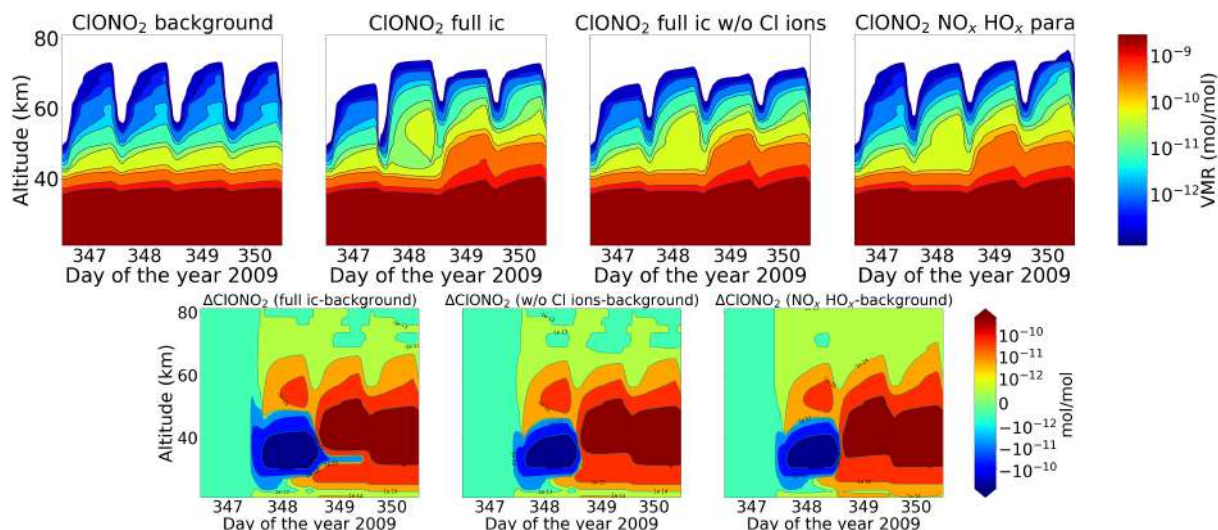 ClONO₂ background
ClONO₂ full ic
ClONO₂ full ic w/o Cl ions
ClONO₂ NOₓ HOₓ para
80
60
40
Altitude (km)
347 348 349 350
347 348 349 350
347 348 349 350
347 348 349 350
Day of the year 2009
Day of the year 2009
Day of the year 2009
Day of the year 2009
10⁻⁹
10⁻¹⁰
10⁻¹¹
10⁻¹²
VMR (mol/mol)
ΔClONO₂ (full ic-background)
ΔClONO₂ (w/o Cl ions-background)
ΔClONO₂ (NOₓ HOₓ-background)
80
60
40
Altitude (km)
347 348 349 350
347 348 349 350
347 348 349 350
Day of the year 2009
Day of the year 2009
Day of the year 2009
10⁻¹⁰
10⁻¹¹
10⁻¹²
0
−10⁻¹²
−10⁻¹¹
−10⁻¹⁰
mol/mol